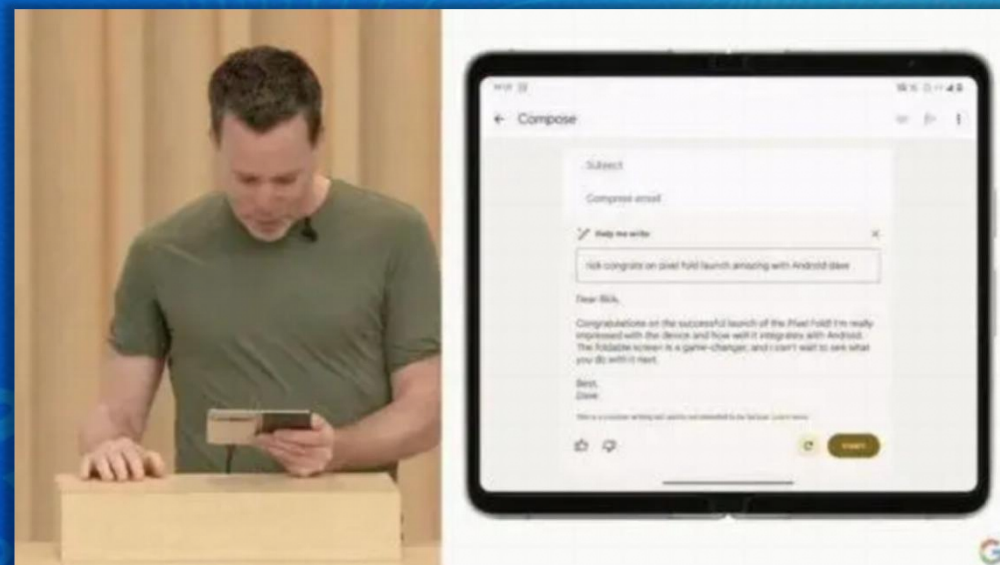 Compose
Subject
Compose email
Help me write
rick congrats on pixel fold launch amazing with Android dave
Dear Rick,
Congratulations on the successful launch of the Pixel Fold! I'm really
impressed with the device and how well it integrates with Android.
The foldable screen is a game-changer, and I can't wait to see what
you do with it next.
Best,
Dave